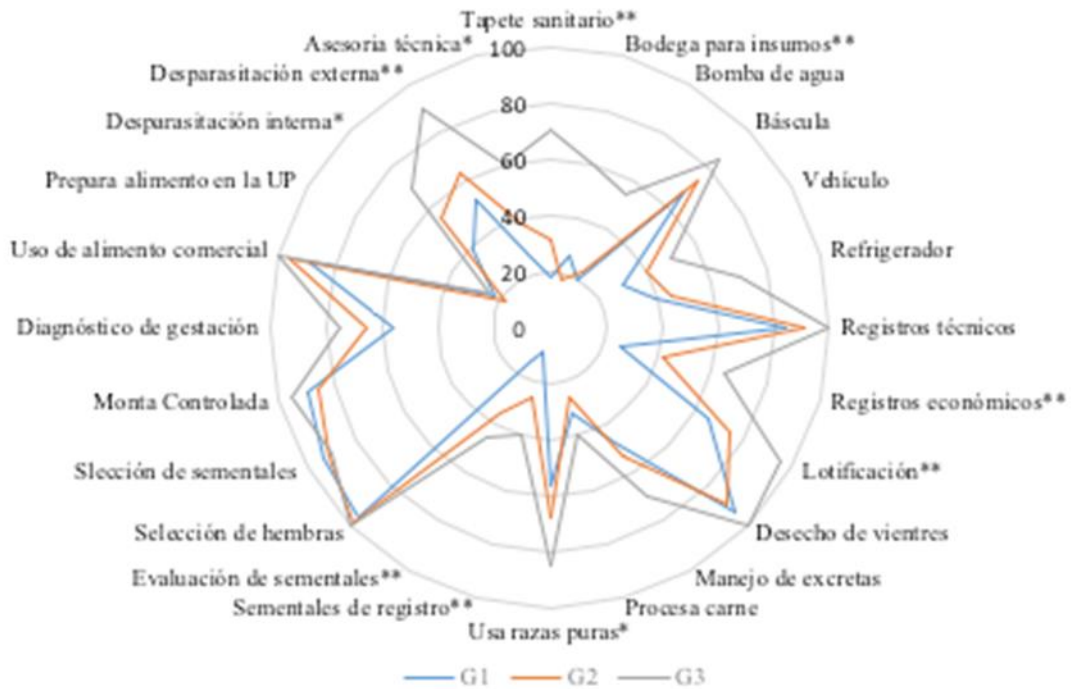 Tapete sanitario**
Asesoria técnica*
100
Bodega para insumos**
Desparasitación externa**
Bomba de agua
80
Desparasitación interna*
Báscula
60
Prepara alimento en la UP
Vehículo
40
Uso de alimento comercial
Refrigerador
20
Diagnóstico de gestación
0
Registros técnicos
Monta Controlada
Registros económicos**
Slección de sementales
Lotificación**
Selección de hembras
Desecho de vientres
Evaluación de sementales**
Manejo de excretas
Sementales de registro**
Procesa carne
Usa razas puras*
G1 G2 G3